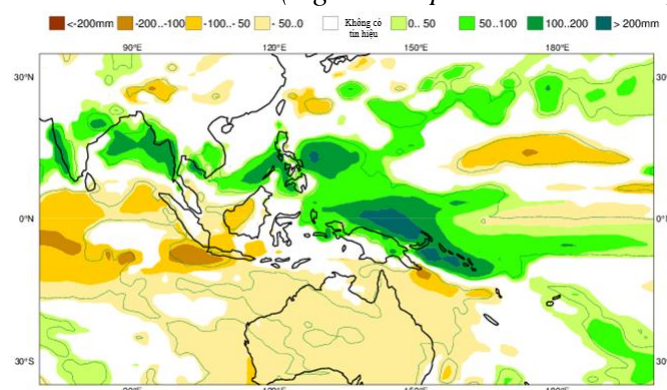 <-200mm -200..-100 -100..- 50 - 50..0 Không có 0.. 50 50..100 100..200 > 200mm
tín hiệu
90°E 120°E 150°E 180°E
30°N 30°N
0°N 0°N
30°S 30°S